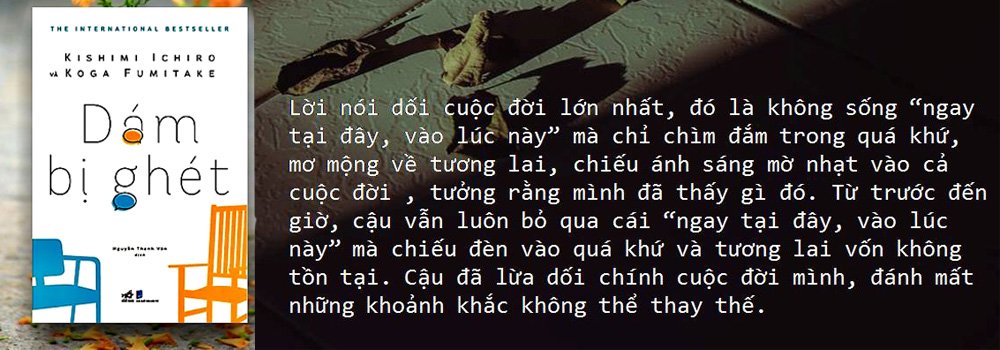 THE INTERNATIONAL BESTSELLER
KISHIMI ICHIRO
VÀ KOGA FUMITAKE
Dám
bị ghét
Nguyễn Thanh Vân
dịch
Lời nói dối cuộc đời lớn nhất, đó là không sống “ngay
tại đây, vào lúc này” mà chỉ chìm đắm trong quá khứ,
mơ mộng về tương lai, chiếu ánh sáng mờ nhạt vào cả
cuộc đời , tưởng rằng mình đã thấy gì đó. Từ trước đến
giờ, cậu vẫn luôn bỏ qua cái “ngay tại đây, vào lúc
này” mà chiếu đèn vào quá khứ và tương lai vốn không
tồn tại. Cậu đã lừa dối chính cuộc đời mình, đánh mất
những khoảnh khắc không thể thay thế.